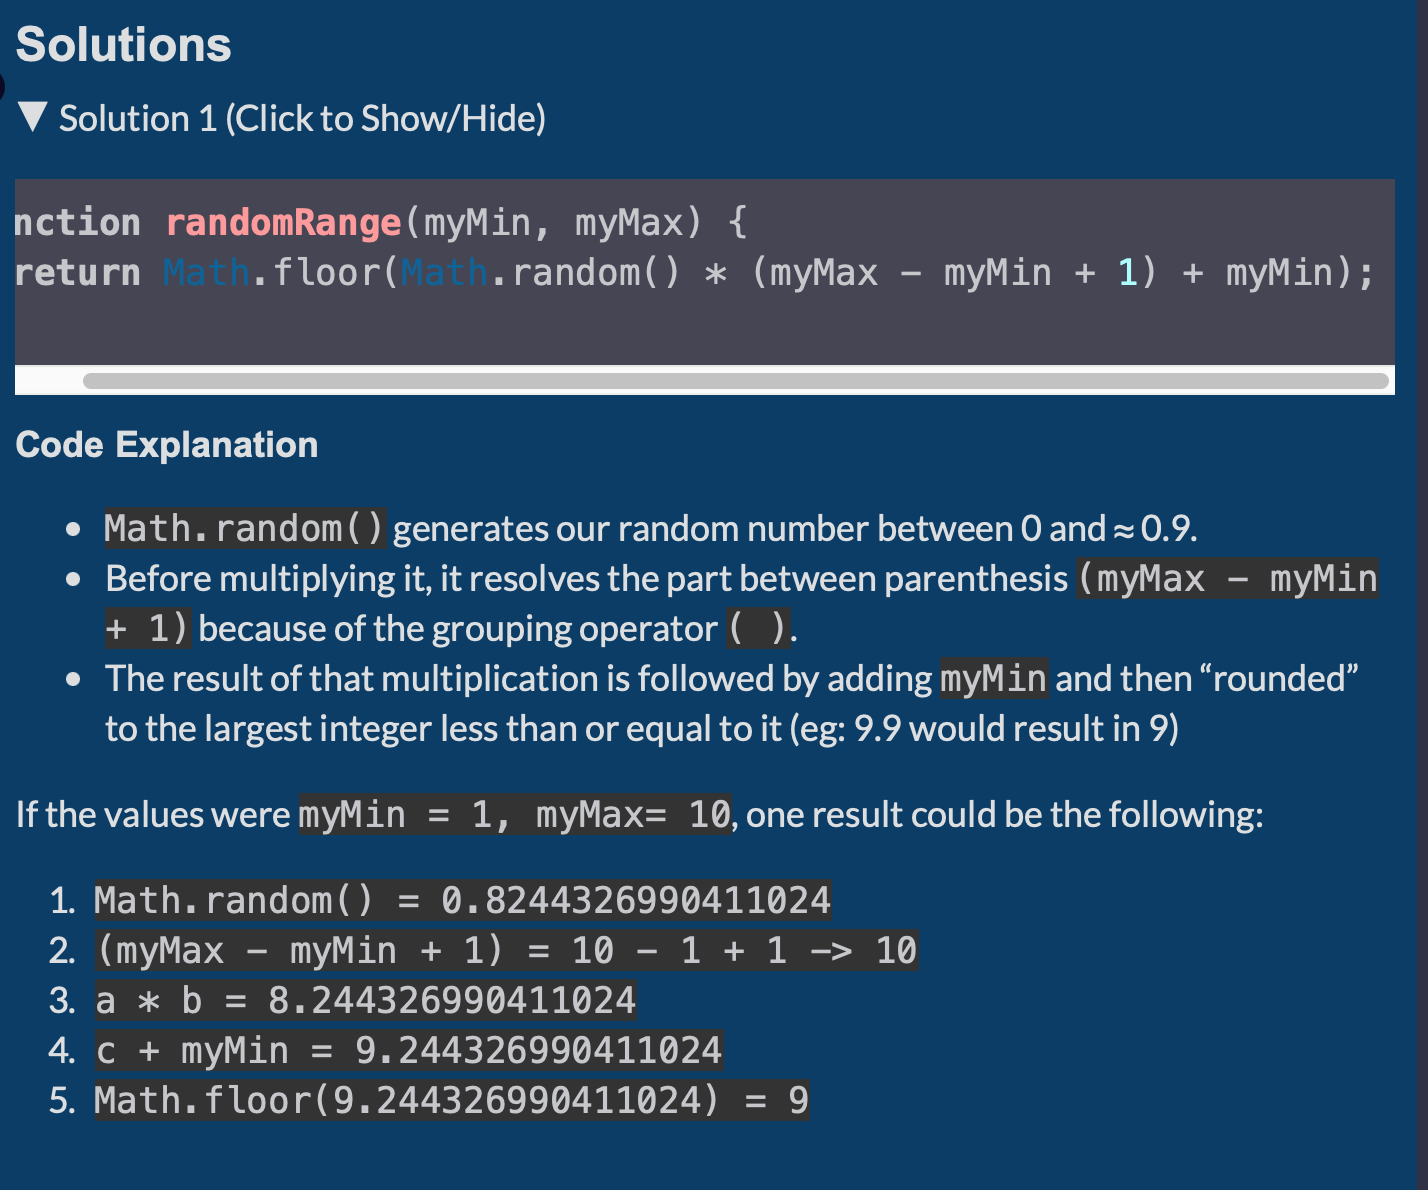 Solutions
▼ Solution 1 (Click to Show/Hide)
nction randomRange(myMin, myMax) {
return Math.floor(Math.random() * (myMax - myMin + 1) + myMin);
Code Explanation
• Math.random() generates our random number between 0 and ≈ 0.9.
• Before multiplying it, it resolves the part between parenthesis (myMax - myMin
+ 1) because of the grouping operator ( ).
• The result of that multiplication is followed by adding myMin and then “rounded”
to the largest integer less than or equal to it (eg: 9.9 would result in 9)
If the values were myMin = 1, myMax= 10, one result could be the following:
1. Math.random() = 0.8244326990411024
2. (myMax - myMin + 1) = 10 - 1 + 1 -> 10
3. a * b = 8.244326990411024
4. c + myMin = 9.244326990411024
5. Math.floor(9.244326990411024) = 9